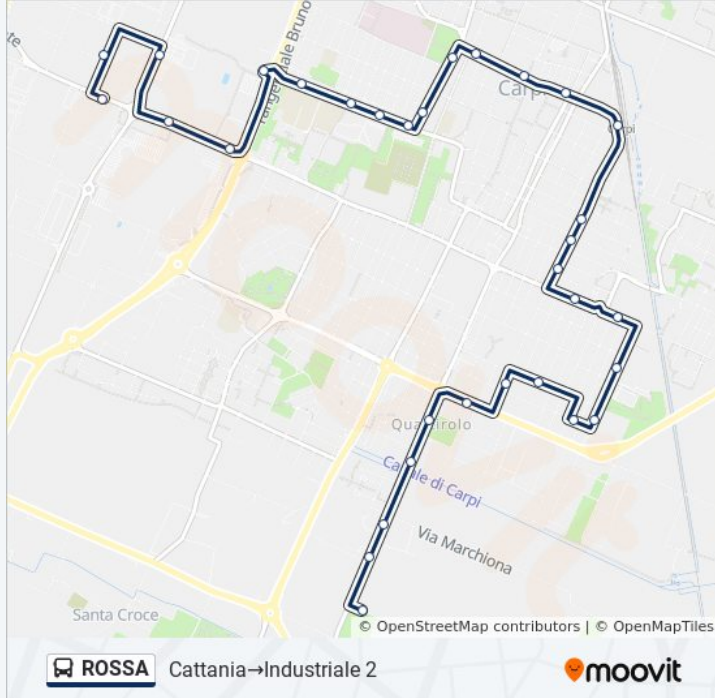 Tangenziale Bruno
Carpi
Carpi
Quartirolo
Canale di Carpi
Via Marchiona
Santa Croce
© OpenStreetMap contributors | © OpenMapTiles
ROSSA Cattania→Industriale 2 moovit